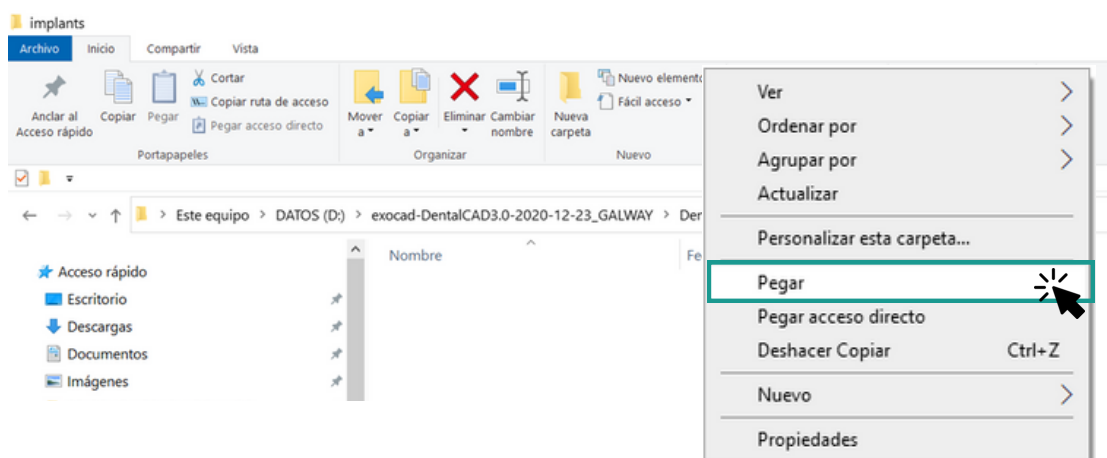 implants
Archivo Inicio Compartir Vista
Anclar al
Acceso rápido
Copiar
Pegar
Cortar
Copiar ruta de acceso
Pegar acceso directo
Portapapeles
Mover
a
Copiar
a
Eliminar
Cambiar
nombre
Organizar
Nueva
carpeta
Nuevo elemento
Fácil acceso
Nuevo
Este equipo > DATOS (D:) > exocad-DentalCAD3.0-2020-12-23_GALWAY > Der
Nombre Fe
Acceso rápido
Escritorio
Descargas
Documentos
Imágenes
Ver
Ordenar por
Agrupar por
Actualizar
Personalizar esta carpeta...
Pegar
Pegar acceso directo
Deshacer Copiar Ctrl+Z
Nuevo
Propiedades